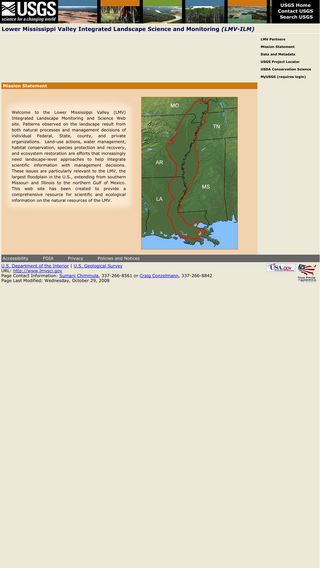 USGS
science for a changing world
USGS Home
Contact USGS
Search USGS
Lower Mississippi Valley Integrated Landscape Science and Monitoring (LMV-ILM)
LMV Partners
Mission Statement
Data and Metadata
USGS Project Locator
USDA Conservation Science
MyUSGS (requires login)
Mission Statement
Welcome to the Lower Mississippi Valley (LMV)
Integrated Landscape Monitoring and Science Web
site. Patterns observed on the landscape result from
both natural processes and management decisions of
individual Federal, State, county, and private
organizations. Land-use actions, water management,
habitat conservation, species protection and recovery,
and ecosystem restoration are efforts that increasingly
need landscape-level approaches to help integrate
scientific information with management decisions.
These issues are particularly relevant to the LMV, the
largest floodplain in the U.S., extending from southern
Missouri and Illinois to the northern Gulf of Mexico.
This web site has been created to provide a
comprehensive resource for scientific and ecological
information on the natural resources of the LMV.
MO
TN
AR
MS
LA
Accessibility FOIA Privacy Policies and Notices
U.S. Department of the Interior | U.S. Geological Survey
URL: http://www.lmvsci.gov
Page Contact Information: Sumani Chimmula, 337-266-8561 or Craig Conzelmann, 337-266-8842
Page Last Modified: Wednesday, October 29, 2008
USA.gov